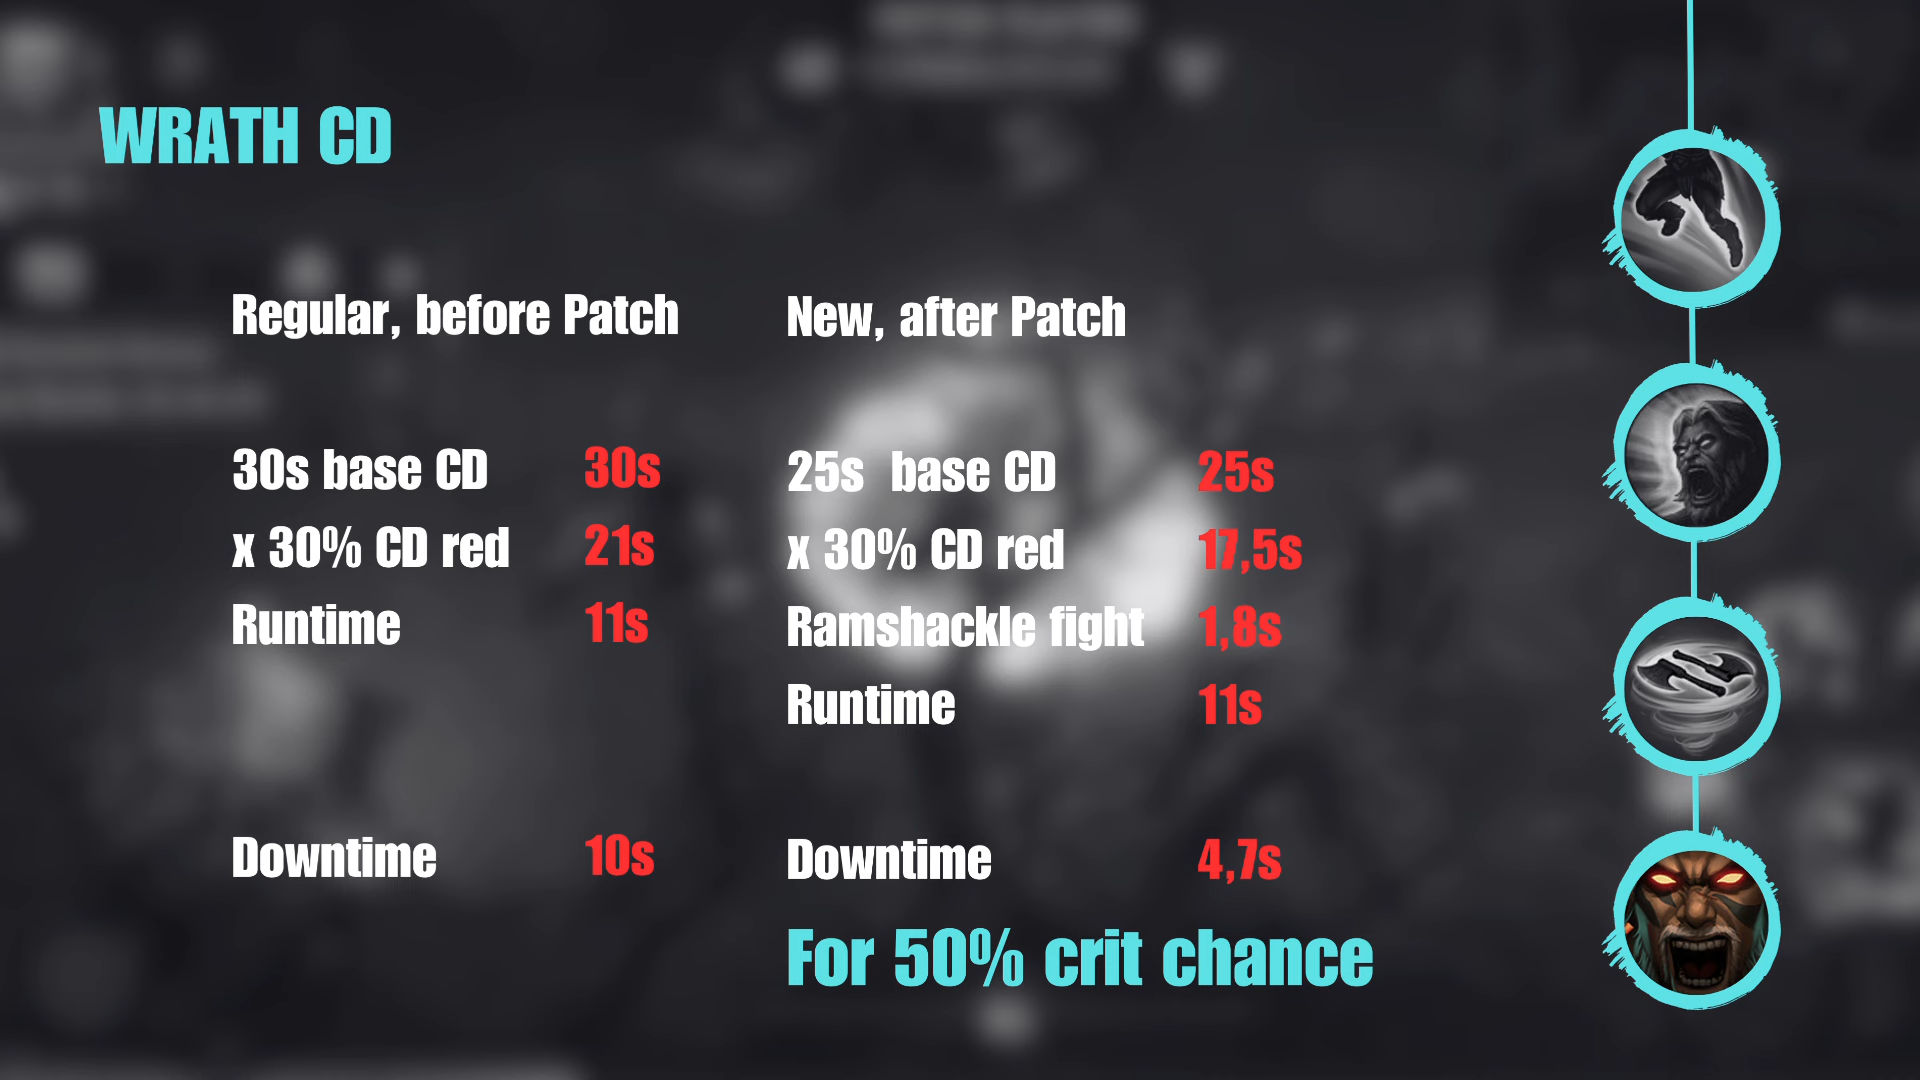 WRATH CD
Regular, before Patch
30s base CD 30s
x 30% CD red 21s
Runtime 11s
Downtime 10s
New, after Patch
25s  base CD 25s
x 30% CD red 17,5s
Ramshackle fight 1,8s
Runtime 11s
Downtime 4,7s
For 50% crit chance